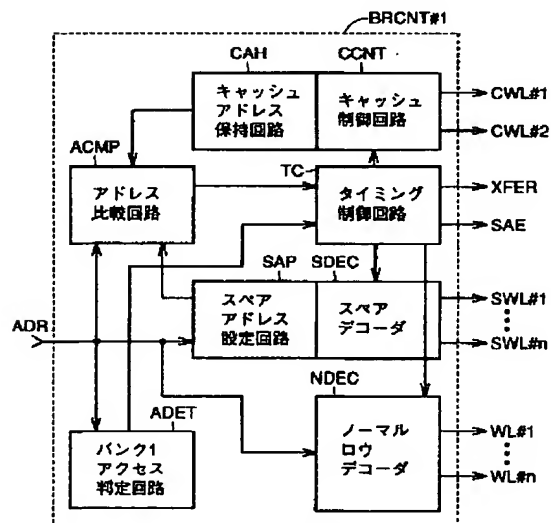 BRCNT#1
CAH
CCNT
キャッシュ
アドレス
保持回路
キャッシュ
制御回路
CWL#1
CWL#2
ACMP
アドレス
比較回路
TC
タイミング
制御回路
XFER
SAE
SAP
SDEC
スペア
アドレス
設定回路
スペア
デコーダ
SWL#1
SWL#n
ADR
ADET
バンク1
アクセス
判定回路
NDEC
ノーマル
ロウ
デコーダ
WL#1
WL#n